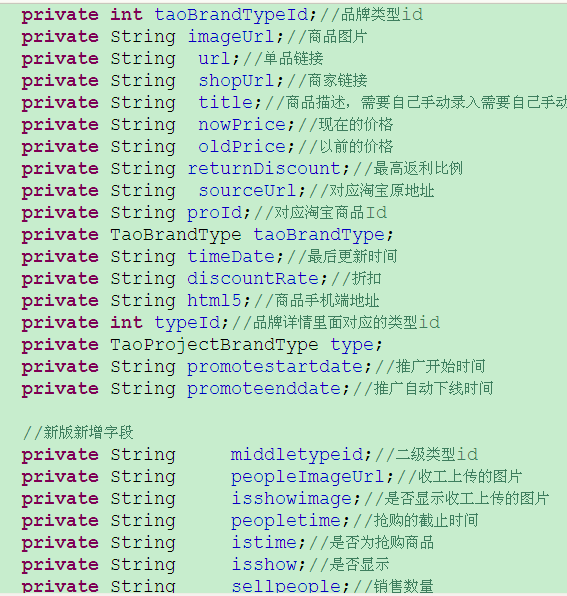 private int taoBrandTypeId;//品牌类型id
private String imageUrl;//商品图片
private String  url;//单品链接
private String  shopUrl;//商家链接
private String  title;//商品描述，需要自己手动录入需要自己手动
private String  nowPrice;//现在的价格
private String  oldPrice;//以前的价格
private String returnDiscount;//最高返利比例
private String  sourceUrl;//对应淘宝原地址
private String proId;//对应淘宝商品Id
private TaoBrandType taoBrandType;
private String timeDate;//最后更新时间
private String discountRate;//折扣
private String html5;//商品手机端地址
private int typeId;//品牌详情里面对应的类型id
private TaoProjectBrandType type;
private String promotestartdate;//推广开始时间
private String promoteenddate;//推广自动下线时间
//新版新增字段
private String     middletypeid;//二级类型id
private String     peopleImageUrl;//收工上传的图片
private String     isshowimage;//是否显示收工上传的图片
private String     peopletime;//抢购的截止时间
private String     istime;//是否为抢购商品
private String     isshow;//是否显示
private String     sellpeople;//销售数量